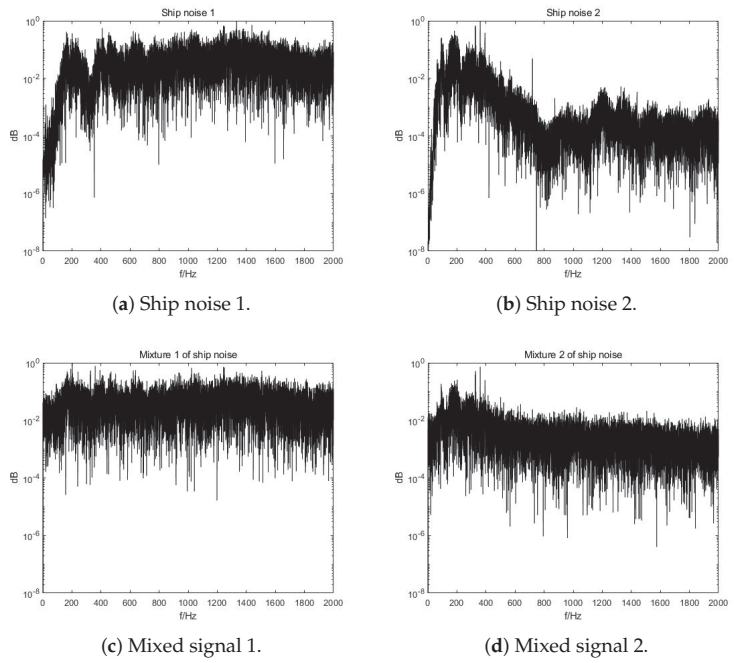 Ship noise 1
10^0
10^-2
10^-4
10^-6
10^-8
dB
0 200 400 600 800 1000 1200 1400 1600 1800 2000
f/Hz
(a) Ship noise 1.
Ship noise 2
10^0
10^-2
10^-4
10^-6
10^-8
dB
0 200 400 600 800 1000 1200 1400 1600 1800 2000
f/Hz
(b) Ship noise 2.
Mixture 1 of ship noise
10^0
10^-2
10^-4
10^-6
10^-8
dB
0 200 400 600 800 1000 1200 1400 1600 1800 2000
f/Hz
(c) Mixed signal 1.
Mixture 2 of ship noise
10^0
10^-2
10^-4
10^-6
10^-8
dB
0 200 400 600 800 1000 1200 1400 1600 1800 2000
f/Hz
(d) Mixed signal 2.